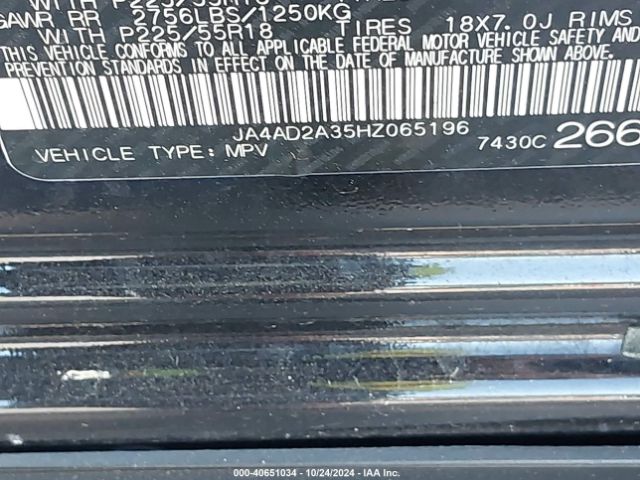 GAWR RR 2756LBS/1250KG
WITH P225/55R18 TIRES 18X7.0J RIMS
THIS VEHICLE CONFORMS TO ALL APPLICABLE FEDERAL MOTOR VEHICLE SAFETY AND
PREVENTION STANDARDS IN EFFECT ON THE DATE OF MANUFACTURE SHOWN ABOVE.
JA4AD2A35HZ065196
VEHICLE TYPE: MPV 7430C 266
000-40651034 / 10/24/2024 - IAA Inc.